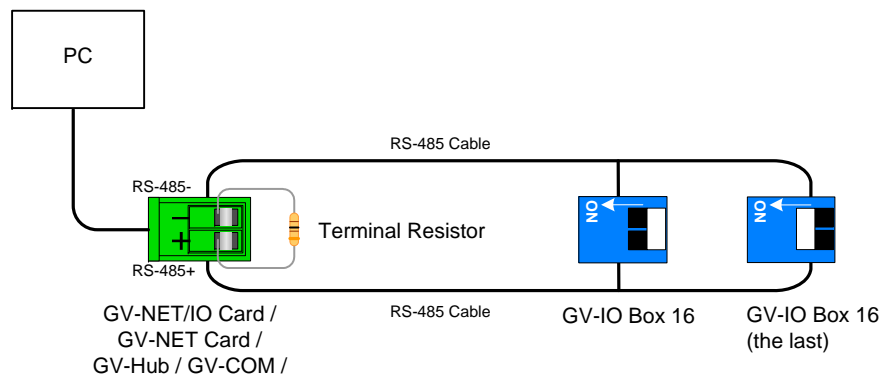 PC
RS-485 Cable
RS-485-
ON
ON
−
+
Terminal Resistor
RS-485+
RS-485 Cable
GV-NET/IO Card /
GV-NET Card /
GV-Hub / GV-COM /
GV-IO Box 16
GV-IO Box 16
(the last)